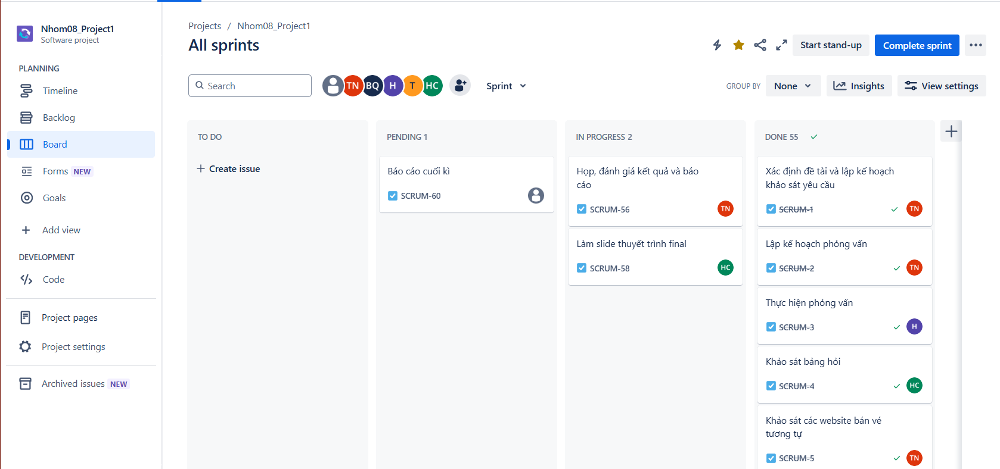 Nhom08_Project1
Software project
PLANNING
Timeline
Backlog
Board
Forms NEW
Goals
Add view
DEVELOPMENT
Code
Project pages
Project settings
Archived issues NEW
Projects / Nhom08_Project1
All sprints
Start stand-up
Complete sprint
Search
TN
BQ
H
T
HC
Sprint
GROUP BY
None
Insights
View settings
TO DO
Create issue
PENDING 1
Báo cáo cuối kì
SCRUM-60
IN PROGRESS 2
Họp, đánh giá kết quả và báo
cáo
SCRUM-56
TN
Làm slide thuyết trình final
SCRUM-58
HC
DONE 55
Xác định đề tài và lập kế hoạch
khảo sát yêu cầu
SCRUM-1
TN
Lập kế hoạch phỏng vấn
SCRUM-2
TN
Thực hiện phỏng vấn
SCRUM-3
H
Khảo sát bảng hỏi
SCRUM-4
HC
Khảo sát các website bán vé
tương tự
SCRUM-5
TN